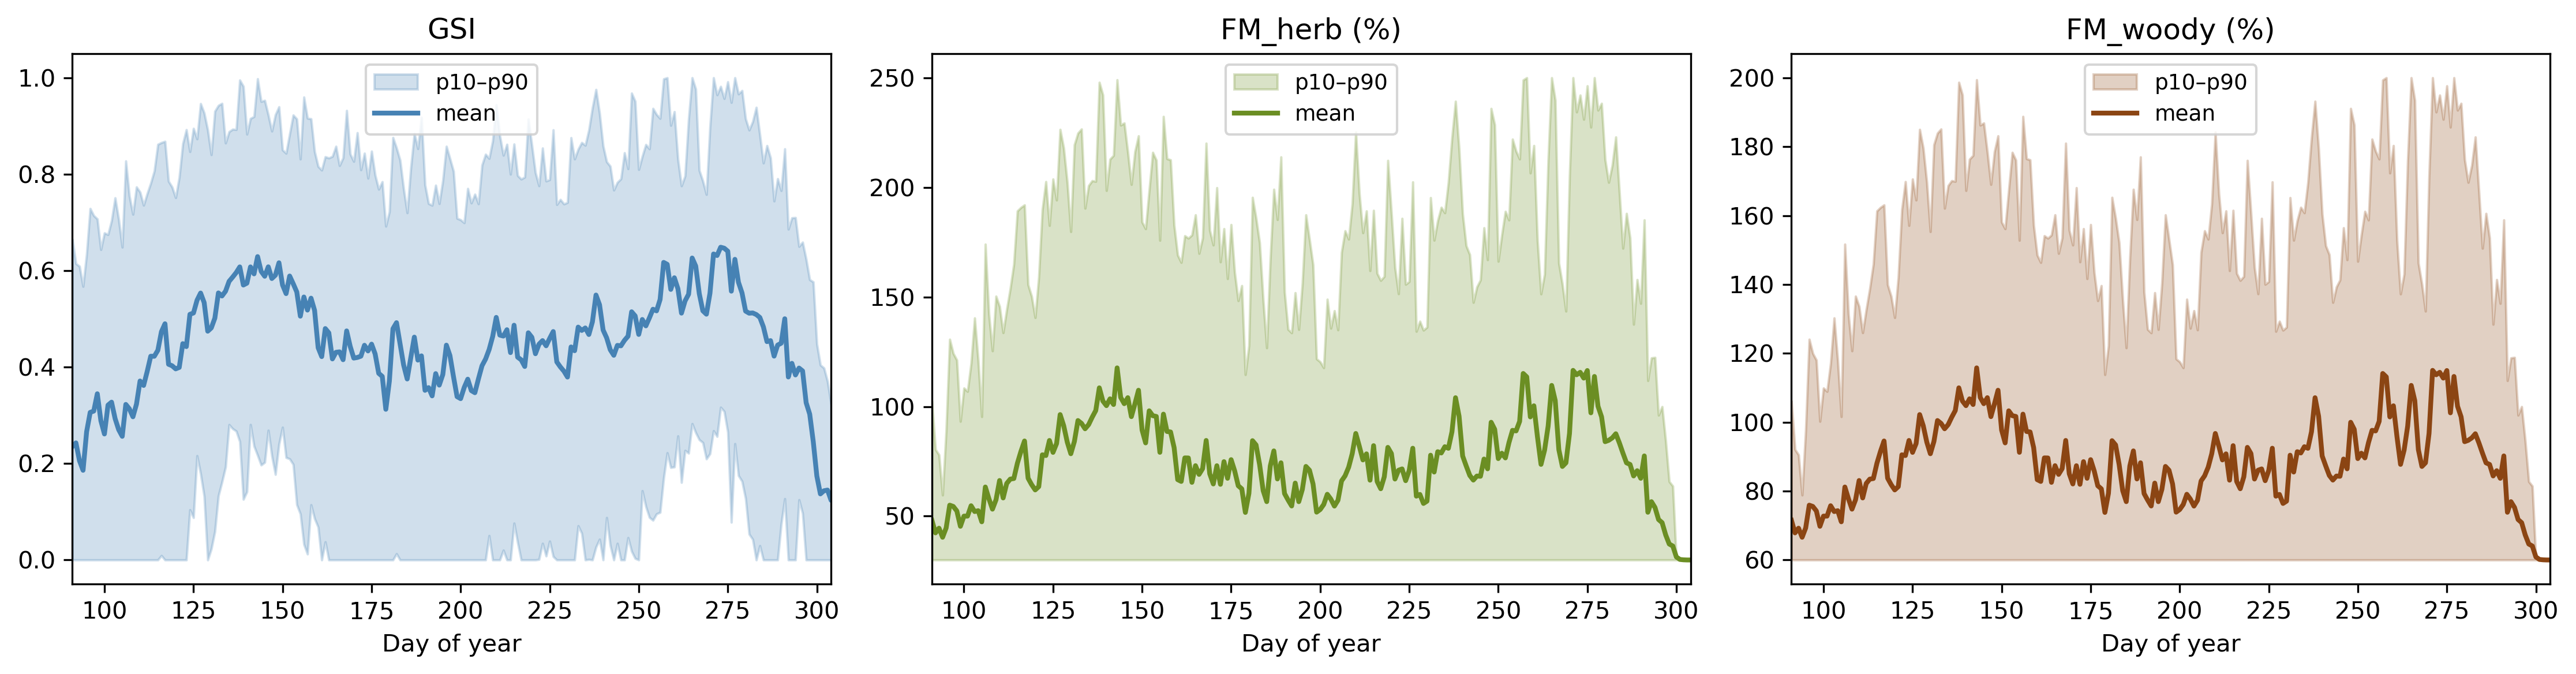 GSI
p10–p90
mean
1.0
0.8
0.6
0.4
0.2
0.0
100 125 150 175 200 225 250 275 300
Day of year
FM_herb (%)
p10–p90
mean
250
200
150
100
50
100 125 150 175 200 225 250 275 300
Day of year
FM_woody (%)
p10–p90
mean
200
180
160
140
120
100
80
60
100 125 150 175 200 225 250 275 300
Day of year